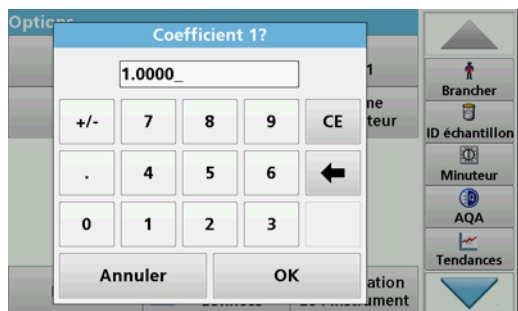 Options
Coefficient 1?
1.0000_
+/- 7 8 9 CE
. 4 5 6
0 1 2 3
Annuler OK
Brancher
ID échantillon
Minuteur
AQA
Tendances